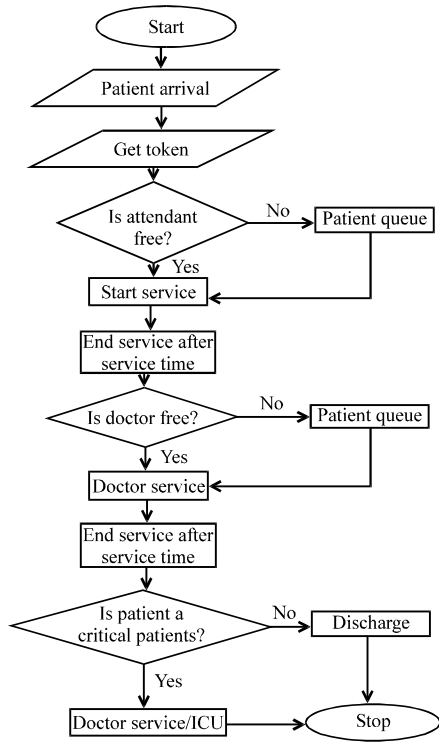 Start
Patient arrival
Get token
Is attendant
free?
No
Patient queue
Yes
Start service
End service after
service time
Is doctor free?
No
Patient queue
Yes
Doctor service
End service after
service time
Is patient a
critical patients?
No
Discharge
Yes
Doctor service/ICU
Stop